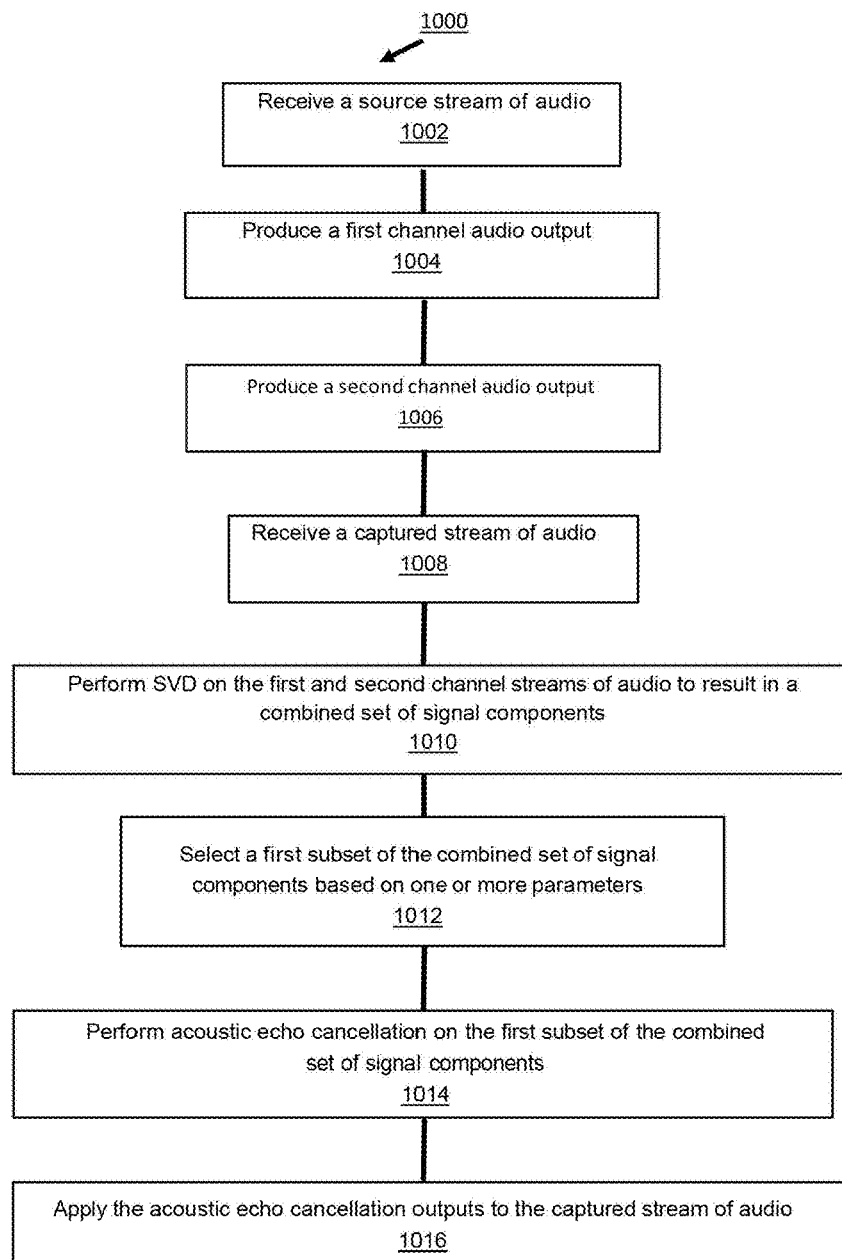 1000
Receive a source stream of audio
1002
Produce a first channel audio output
1004
Produce a second channel audio output
1006
Receive a captured stream of audio
1008
Perform SVD on the first and second channel streams of audio to result in a
combined set of signal components
1010
Select a first subset of the combined set of signal
components based on one or more parameters
1012
Perform acoustic echo cancellation on the first subset of the combined
set of signal components
1014
Apply the acoustic echo cancellation outputs to the captured stream of audio
1016